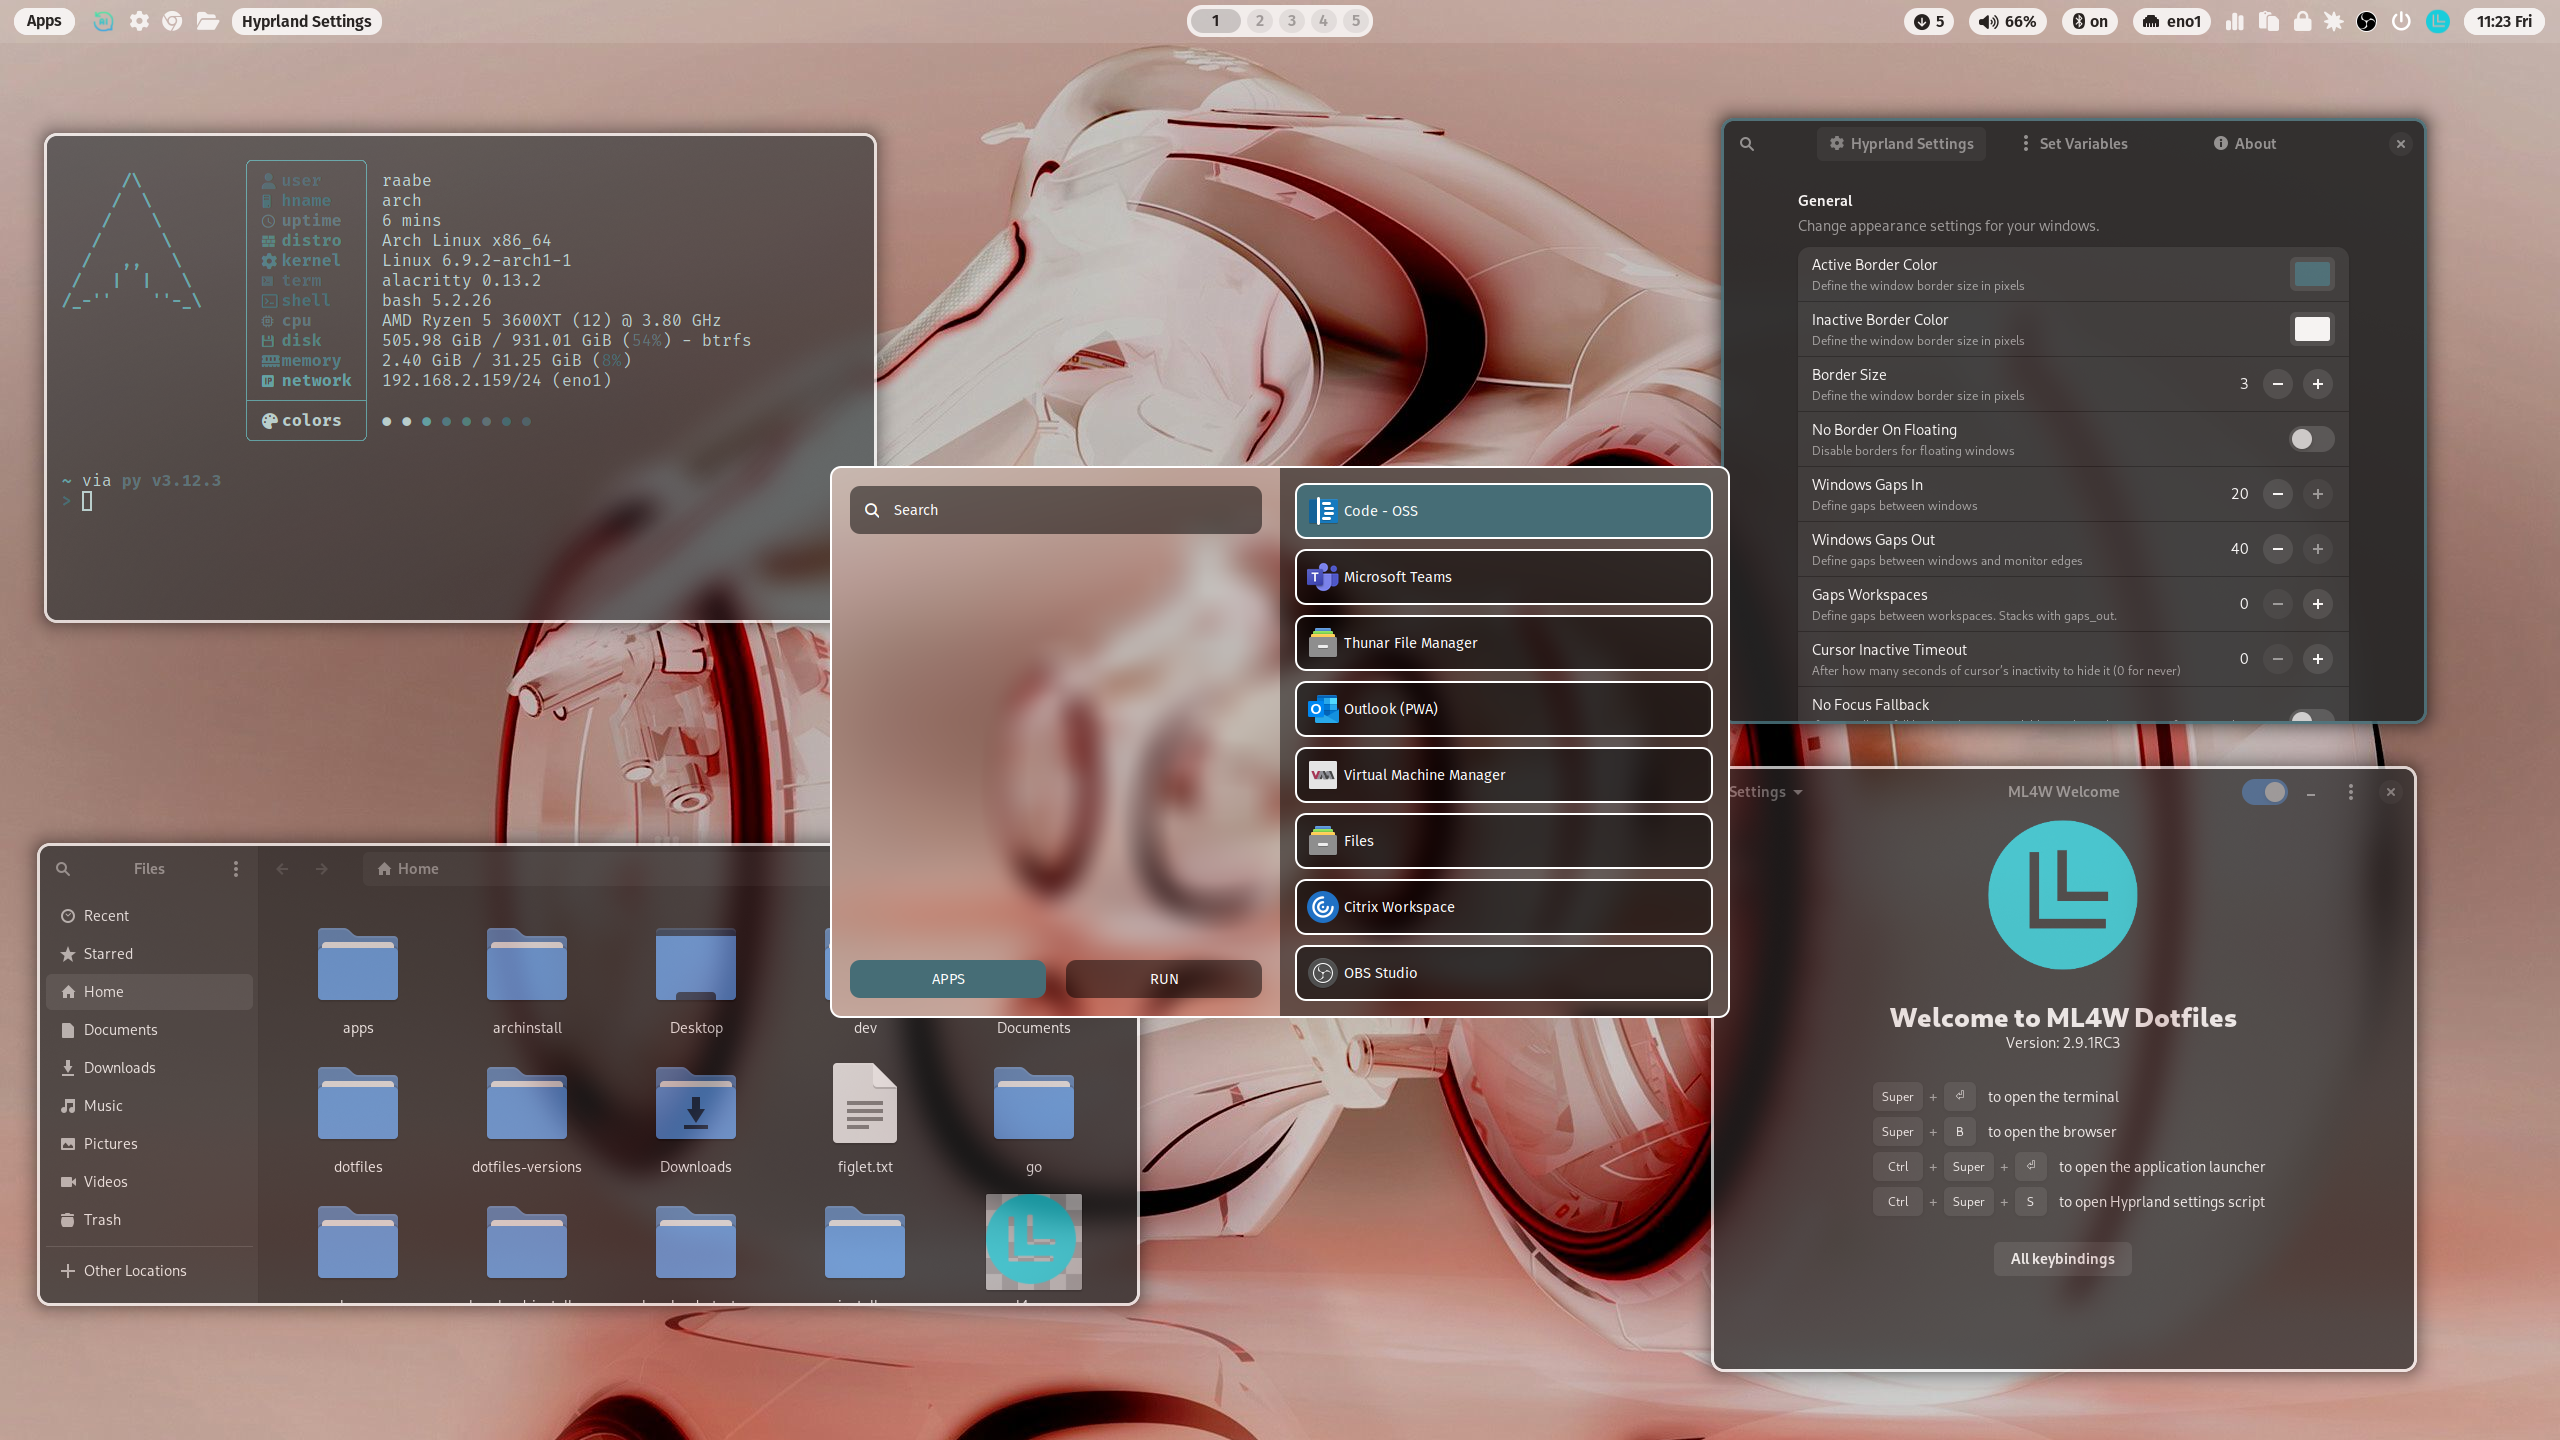 Apps
Hyprland Settings
1 2 3 4 5
5
66%
on
eno1
11:23 Fri
user raabe
hname arch
uptime 6 mins
distro Arch Linux x86_64
kernel Linux 6.9.2-arch1-1
term alacritty 0.13.2
shell bash 5.2.26
cpu AMD Ryzen 5 3600XT (12) @ 3.80 GHz
disk 505.98 GiB / 931.01 GiB (54%) - btrfs
memory 2.40 GiB / 31.25 GiB (8%)
network 192.168.2.159/24 (eno1)
colors
~ via py v3.12.3
>
Hyprland Settings
Set Variables
About
General
Change appearance settings for your windows.
Active Border Color
Define the window border size in pixels
Inactive Border Color
Define the window border size in pixels
Border Size
Define the window border size in pixels
3
No Border On Floating
Disable borders for floating windows
Windows Gaps In
Define gaps between windows
20
Windows Gaps Out
Define gaps between windows and monitor edges
40
Gaps Workspaces
Define gaps between workspaces. Stacks with gaps_out.
0
Cursor Inactive Timeout
After how many seconds of cursor's inactivity to hide it (0 for never)
0
No Focus Fallback
Search
APPS
RUN
Code - OSS
Microsoft Teams
Thunar File Manager
Outlook (PWA)
Virtual Machine Manager
Files
Citrix Workspace
OBS Studio
Files
Home
Recent
Starred
Home
Documents
Downloads
Music
Pictures
Videos
Trash
Other Locations
apps
archinstall
Desktop
dev
Documents
dotfiles
dotfiles-versions
Downloads
figlet.txt
go
Settings
ML4W Welcome
Welcome to ML4W Dotfiles
Version: 2.9.1RC3
Super + ⏎ to open the terminal
Super + B to open the browser
Ctrl + Super + ⏎ to open the application launcher
Ctrl + Super + S to open Hyprland settings script
All keybindings